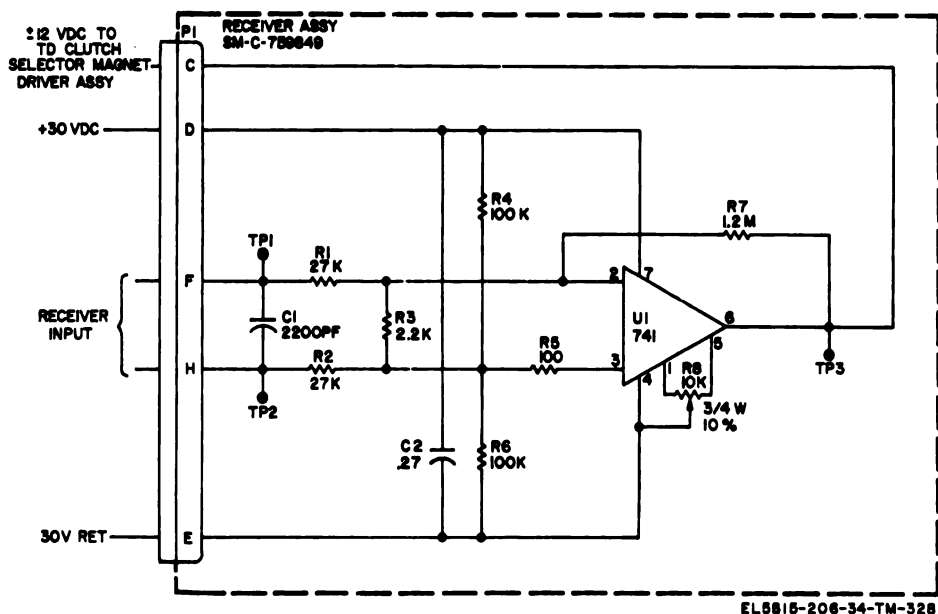 ±12 VDC TO
TD CLUTCH
SELECTOR MAGNET
DRIVER ASSY
P1
RECEIVER ASSY
SM-C-759649
C
+30 VDC
D
R4
100 K
R7
1.2 M
TP1
R1
27 K
F
2
7
RECEIVER
INPUT
C1
2200PF
R3
2.2K
U1
741
6
R5
100
5
H
R2
27K
3
4
1
R8
10K
TP3
TP2
3/4 W
10 %
C2
.27
R6
100K
30V RET
E
EL5815-206-34-TM-328